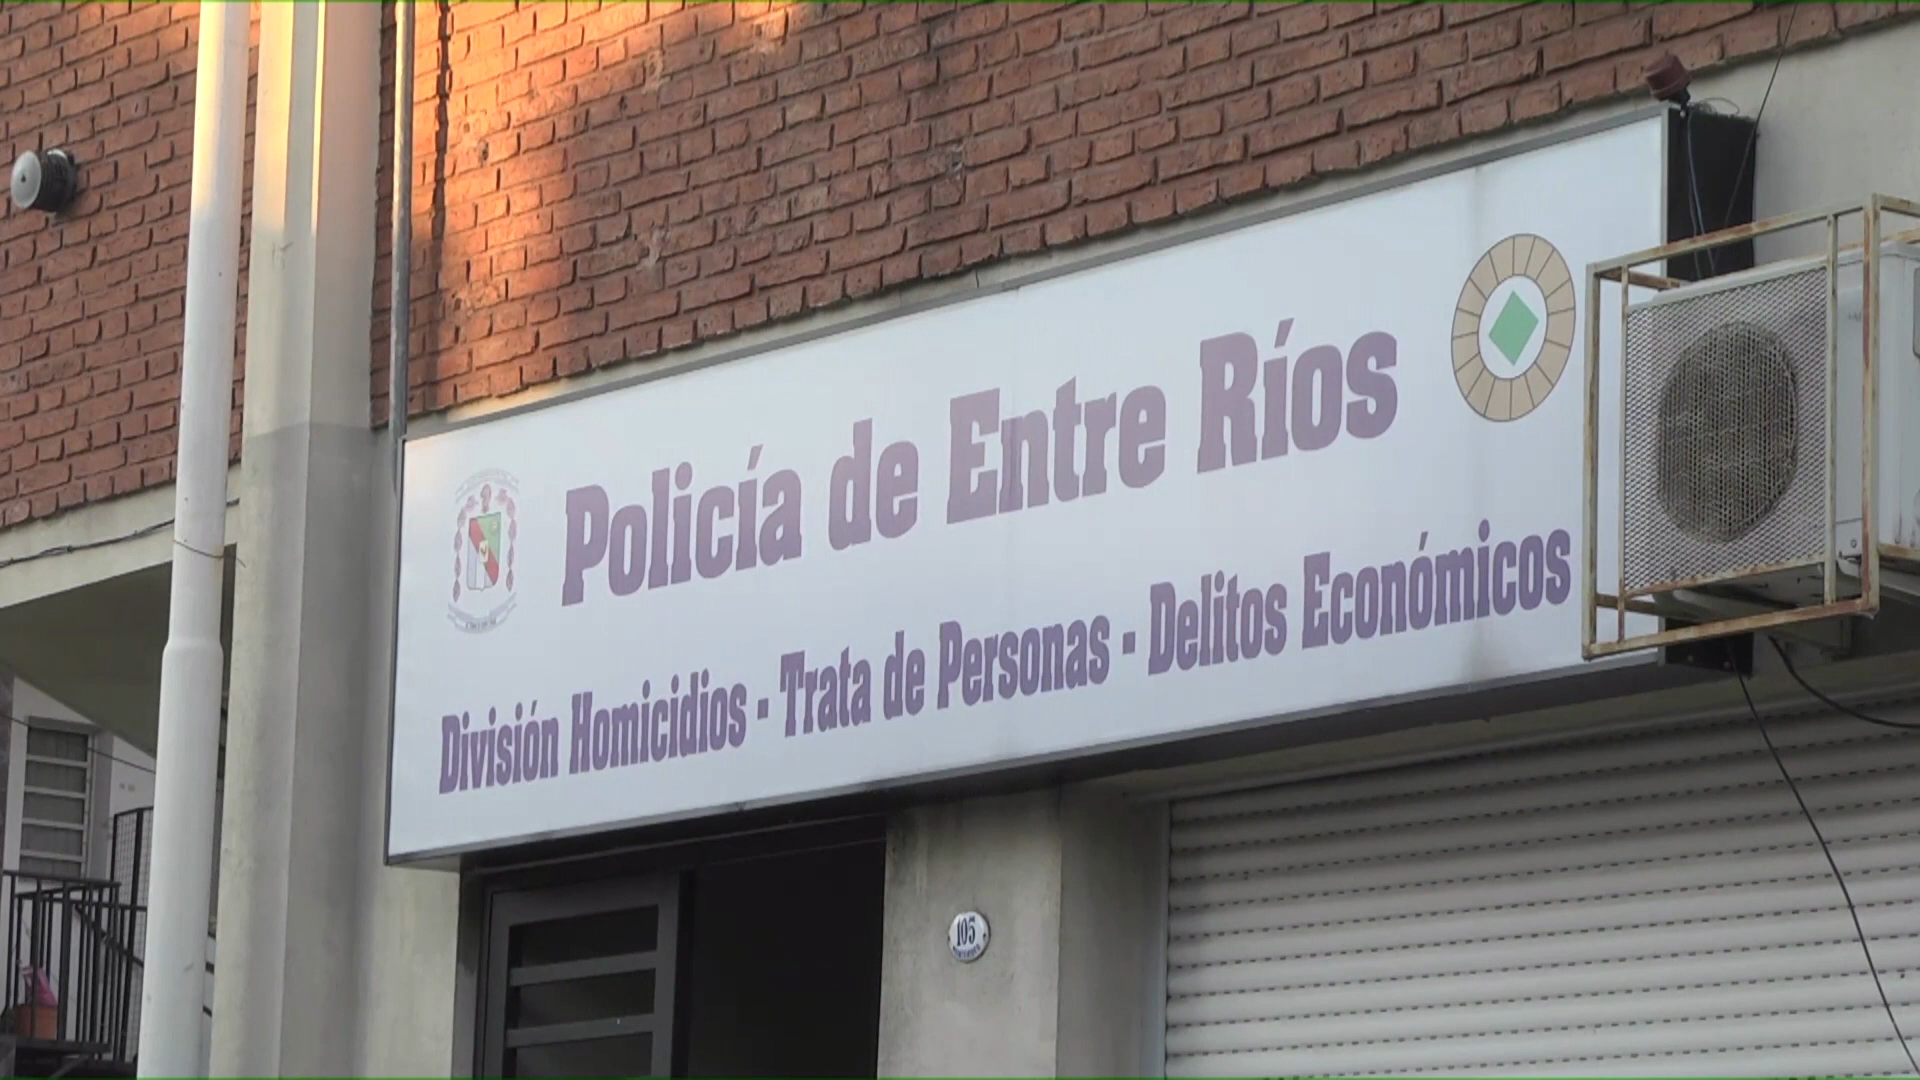 Policía de Entre Ríos
División Homicidios - Trata de Personas - Delitos Económicos
105